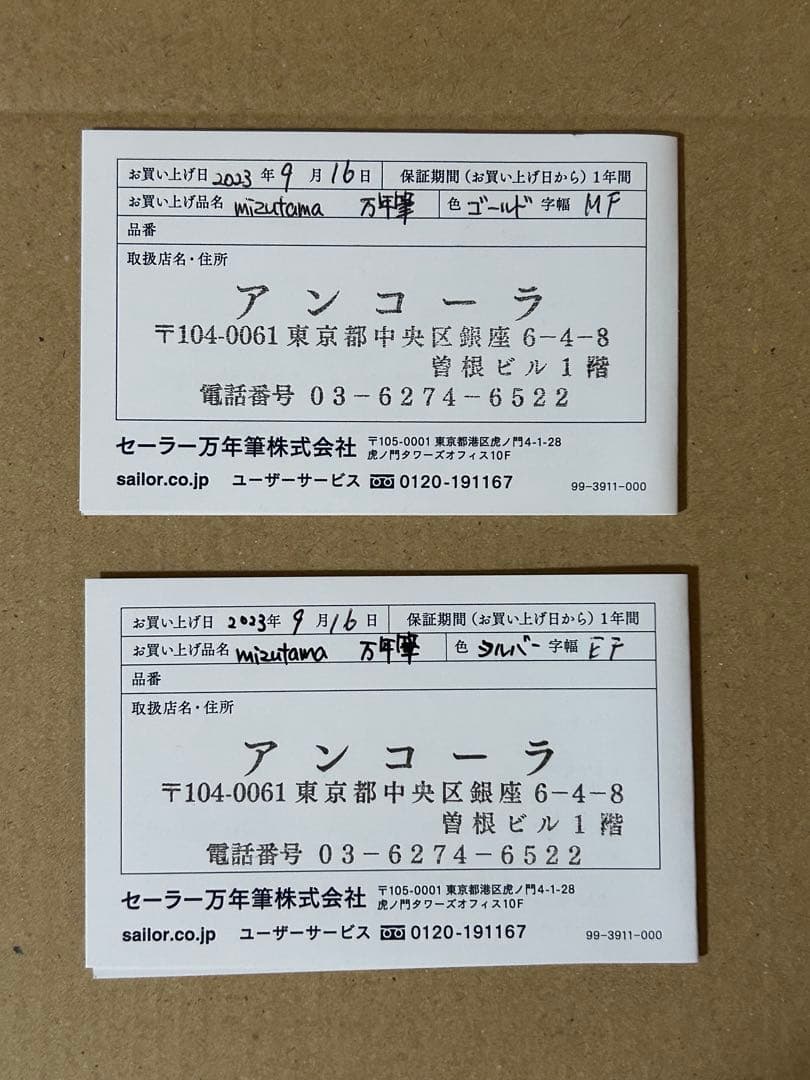 お買い上げ日 2023 年 9 月 16 日 保証期間(お買い上げ日から)1年間
お買い上げ品名 mizutama 万年筆 色 ゴールド 字幅 MF
品番
取扱店名・住所
アンコーラ
〒104-0061 東京都中央区銀座 6-4-8
曽根ビル1階
電話番号 03-6274-6522
セーラー万年筆株式会社 〒105-0001 東京都港区虎ノ門4-1-28
虎ノ門タワーズオフィス10F
sailor.co.jp ユーザーサービス 0120-191167 99-3911-000
お買い上げ日 2023年 9 月 16 日 保証期間(お買い上げ日から)1年間
お買い上げ品名 mizutama 万年筆 色 シルバー 字幅 EF
品番
取扱店名・住所
アンコーラ
〒104-0061 東京都中央区銀座 6-4-8
曽根ビル1階
電話番号 03-6274-6522
セーラー万年筆株式会社 〒105-0001 東京都港区虎ノ門4-1-28
虎ノ門タワーズオフィス10F
sailor.co.jp ユーザーサービス 0120-191167 99-3911-000